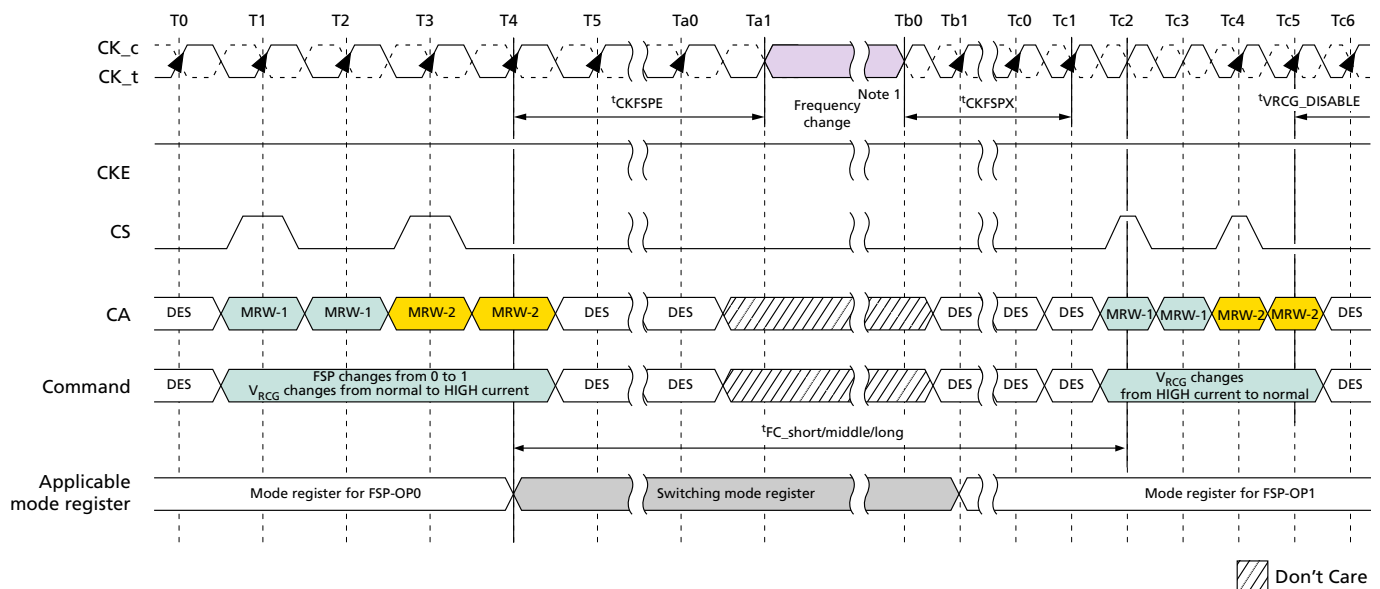 T0 T1 T2 T3 T4 T5 Ta0 Ta1 Tb0 Tb1 Tc0 Tc1 Tc2 Tc3 Tc4 Tc5 Tc6
CK_c
CK_t
Note 1
tCKFSPE
Frequency
change
tCKFSPX
tVRCG_DISABLE
CKE
CS
CA
DES MRW-1 MRW-1 MRW-2 MRW-2 DES DES DES DES DES MRW-1 MRW-1 MRW-2 MRW-2 DES
Command
DES
FSP changes from 0 to 1
VRCG changes from normal to HIGH current
DES DES DES DES DES
VRCG changes
from HIGH current to normal
DES
tFC_short/middle/long
Applicable
mode register
Mode register for FSP-OP0 Switching mode register Mode register for FSP-OP1
Don't Care